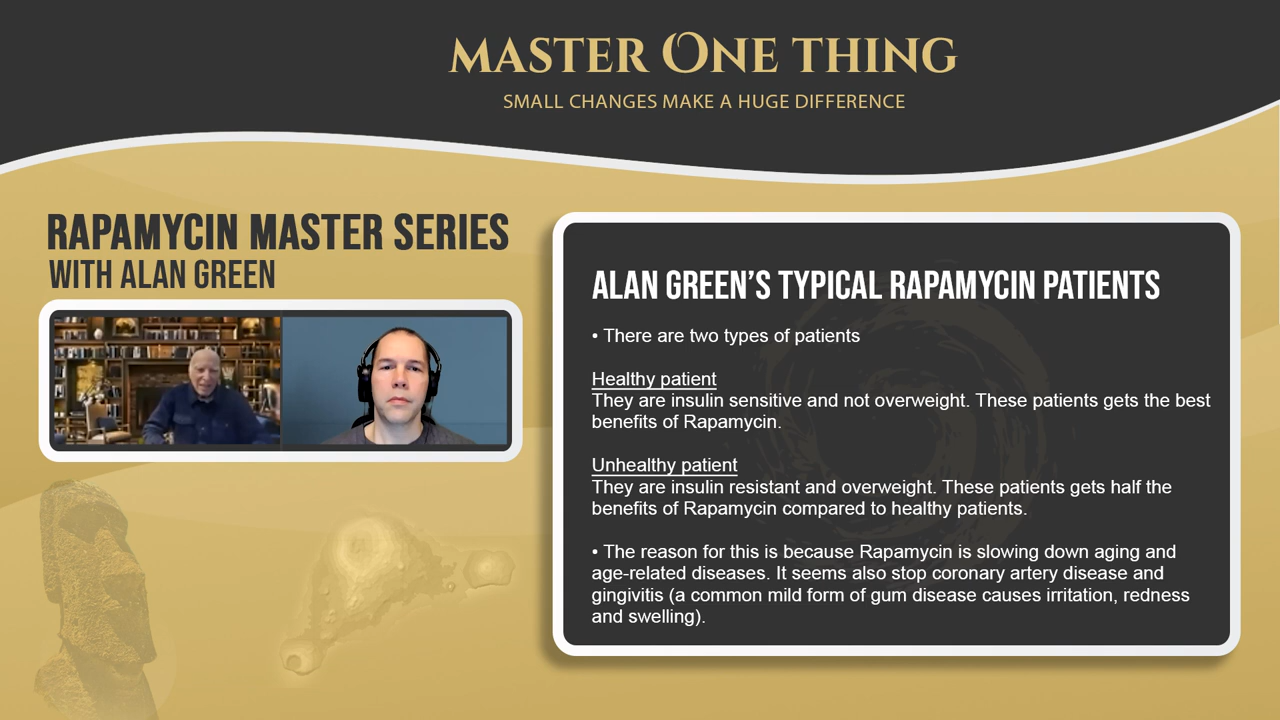 MASTER ONE THING
SMALL CHANGES MAKE A HUGE DIFFERENCE
RAPAMYCIN MASTER SERIES
WITH ALAN GREEN
ALAN GREEN'S TYPICAL RAPAMYCIN PATIENTS
• There are two types of patients
Healthy patient
They are insulin sensitive and not overweight. These patients gets the best
benefits of Rapamycin.
Unhealthy patient
They are insulin resistant and overweight. These patients gets half the
benefits of Rapamycin compared to healthy patients.
• The reason for this is because Rapamycin is slowing down aging and
age-related diseases. It seems also stop coronary artery disease and
gingivitis (a common mild form of gum disease causes irritation, redness
and swelling).